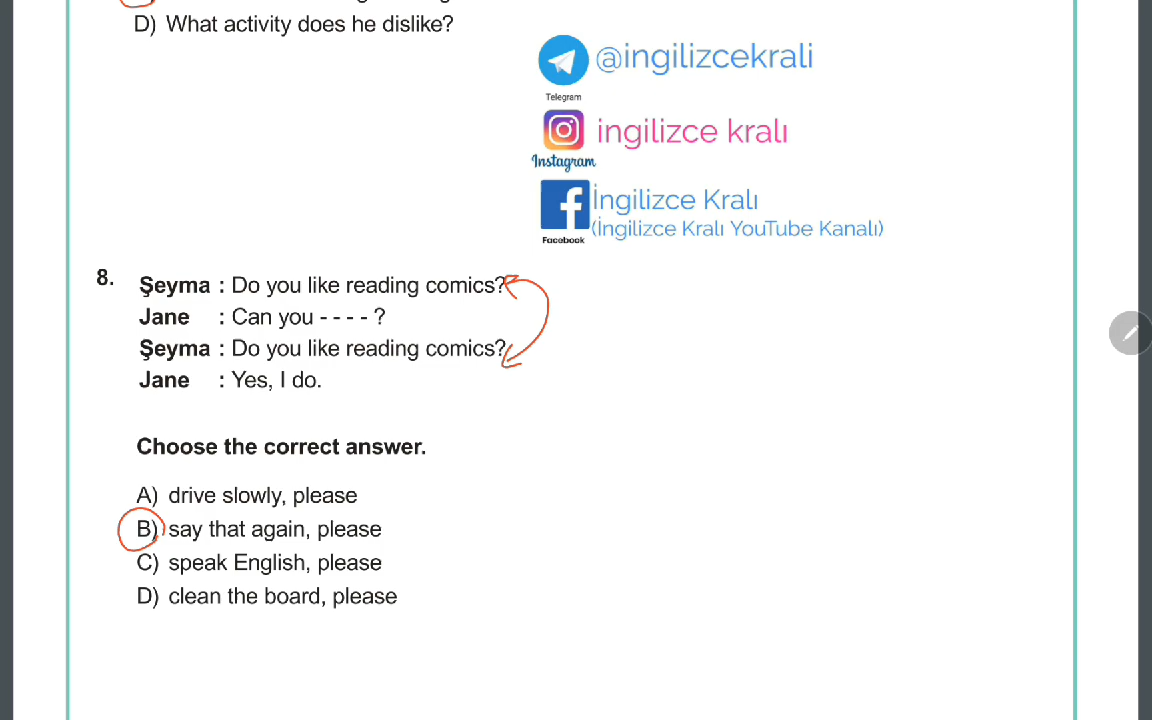 D) What activity does he dislike?
@ingilizcekrali
Telegram
ingilizce kralı
Instagram
İngilizce Kralı
(İngilizce Kralı YouTube Kanalı)
Facebook
8.
Şeyma : Do you like reading comics?
Jane : Can you - - - - ?
Şeyma : Do you like reading comics?
Jane : Yes, I do.
Choose the correct answer.
A) drive slowly, please
B) say that again, please
C) speak English, please
D) clean the board, please